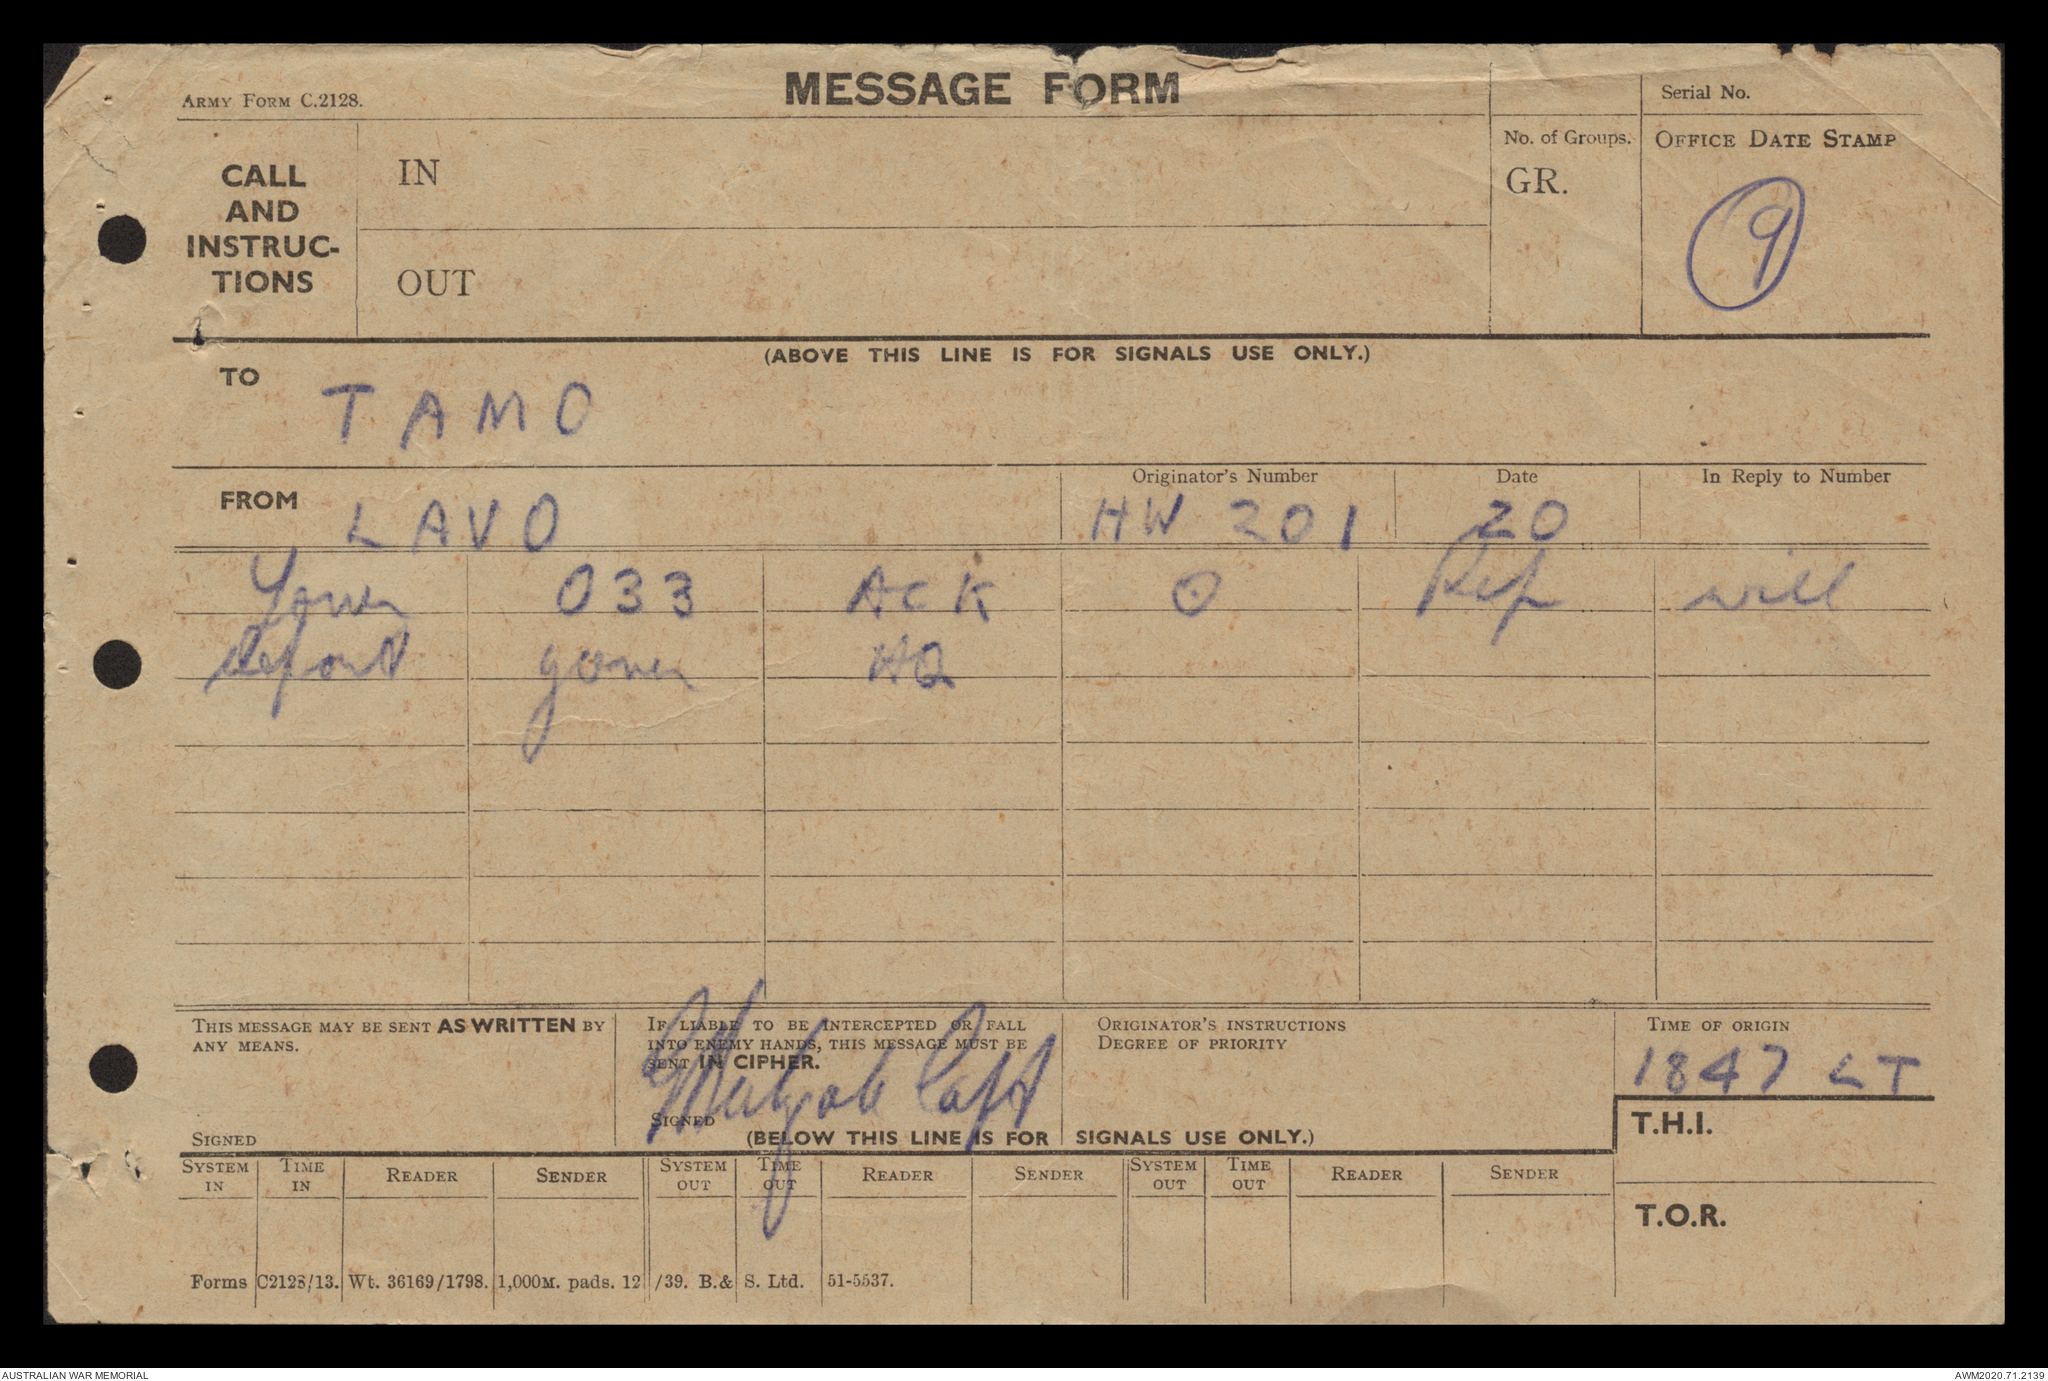 MESSAGE FORM
ARMY FORM C.2128.
Serial No.
CALL AND INSTRUC-TIONS
IN
OUT
No. of Groups.
GR.
OFFICE DATE STAMP
9
(ABOVE THIS LINE IS FOR SIGNALS USE ONLY.)
TO TAMO
FROM LAVO
Originator's Number HW 201
Date 20
In Reply to Number
Your 033 ACK ⊙ Rep will
report your HQ
THIS MESSAGE MAY BE SENT AS WRITTEN BY
ANY MEANS.
SIGNED
IF LIABLE TO BE INTERCEPTED OR FALL
INTO ENEMY HANDS, THIS MESSAGE MUST BE
SENT IN CIPHER.
SIGNED Capt
ORIGINATOR'S INSTRUCTIONS
DEGREE OF PRIORITY
TIME OF ORIGIN
1847 LT
T.H.I.
T.O.R.
(BELOW THIS LINE IS FOR SIGNALS USE ONLY.)
SYSTEM IN TIME IN READER SENDER SYSTEM OUT TIME OUT READER SENDER SYSTEM OUT TIME OUT READER SENDER
Forms C2128/13. Wt. 36169/1798. 1,000M. pads. 12/39. B.& S. Ltd. 51-5537.
AUSTRALIAN WAR MEMORIAL
AWM2020.71.2139